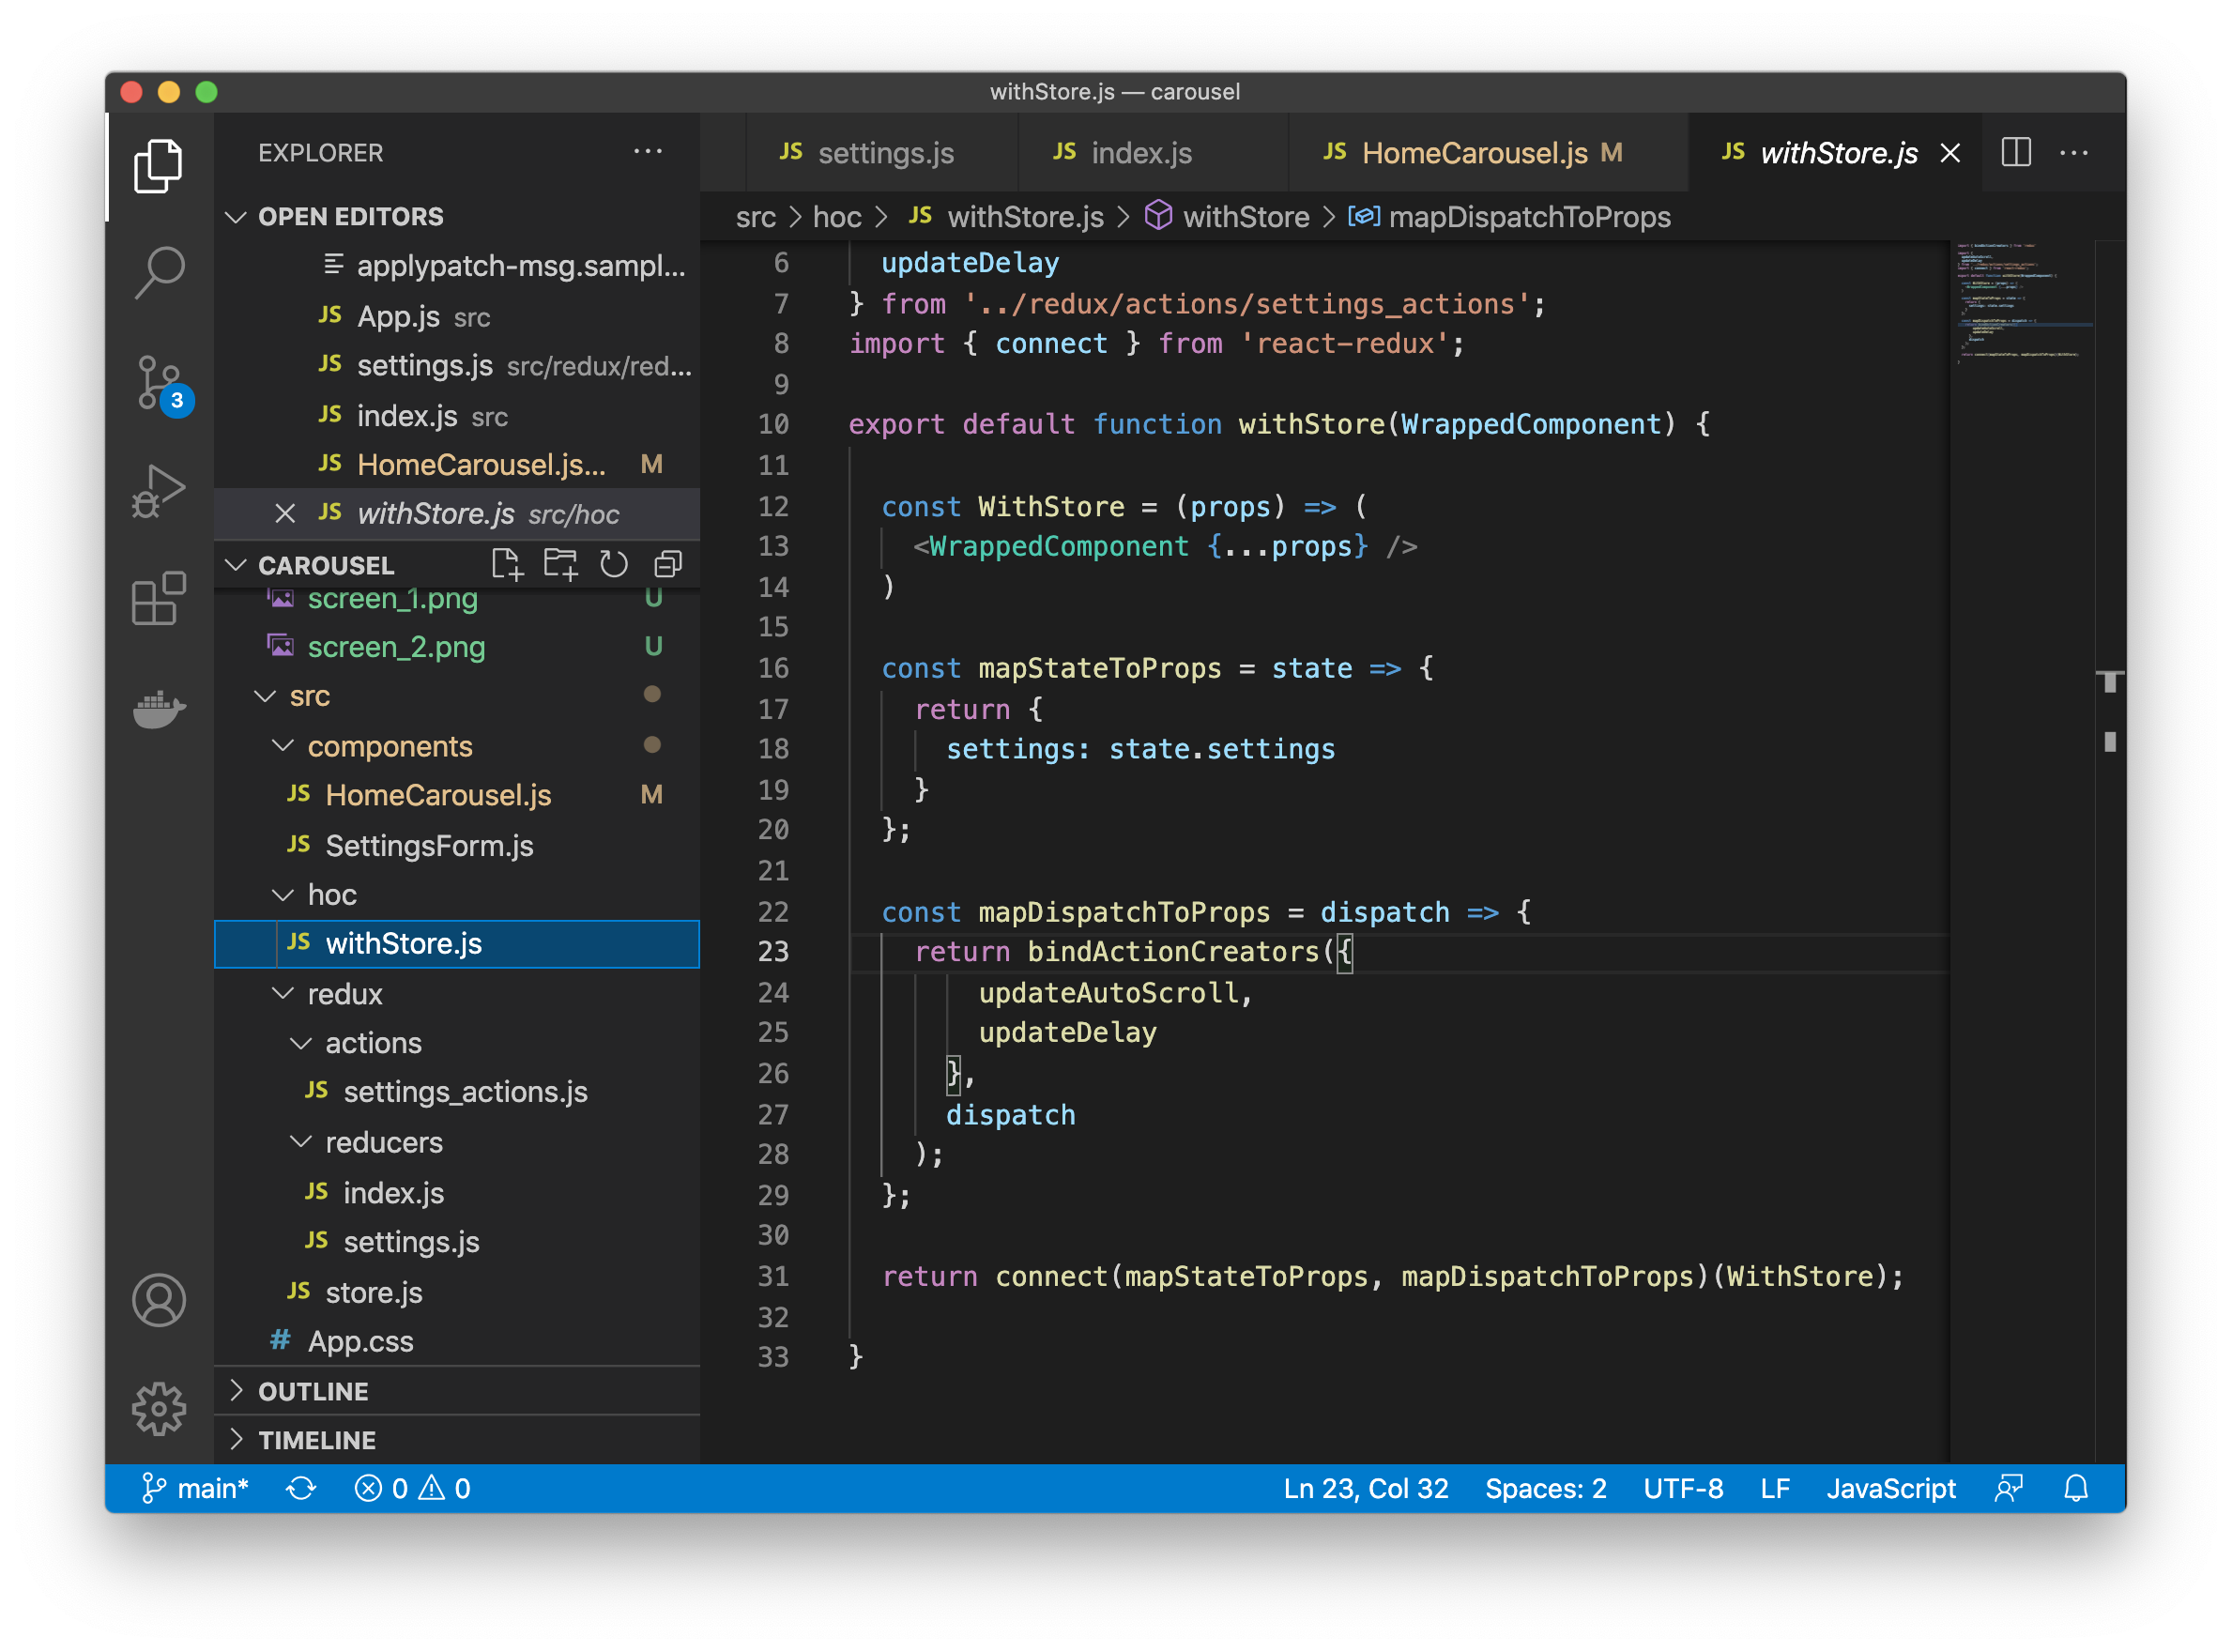 withStore.js — carousel
EXPLORER
OPEN EDITORS
applypatch-msg.sampl...
JS App.js src
JS settings.js src/redux/red...
JS index.js src
JS HomeCarousel.js... M
JS withStore.js src/hoc
CAROUSEL
screen_1.png U
screen_2.png U
src
components
JS HomeCarousel.js M
JS SettingsForm.js
hoc
JS withStore.js
redux
actions
JS settings_actions.js
reducers
JS index.js
JS settings.js
JS store.js
# App.css
OUTLINE
TIMELINE
3
JS settings.js
JS index.js
JS HomeCarousel.js M
JS withStore.js
src > hoc > JS withStore.js > withStore > mapDispatchToProps
6 updateDelay
7 } from '../redux/actions/settings_actions';
8 import { connect } from 'react-redux';
9
10 export default function withStore(WrappedComponent) {
11
12 const WithStore = (props) => (
13 <WrappedComponent {...props} />
14 )
15
16 const mapStateToProps = state => {
17 return {
18 settings: state.settings
19 }
20 };
21
22 const mapDispatchToProps = dispatch => {
23 return bindActionCreators({
24 updateAutoScroll,
25 updateDelay
26 },
27 dispatch
28 );
29 };
30
31 return connect(mapStateToProps, mapDispatchToProps)(WithStore);
32
33 }
main* 0 0
Ln 23, Col 32 Spaces: 2 UTF-8 LF JavaScript